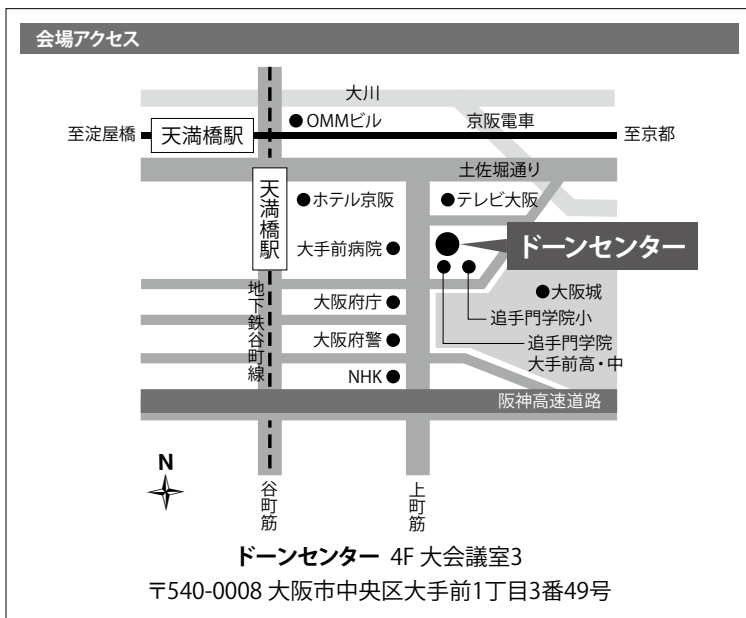 会場アクセス
大川
●OMMビル
京阪電車
至淀屋橋
天満橋駅
至京都
土佐堀通り
天満橋駅
●ホテル京阪
●テレビ大阪
ドーンセンター
大手前病院●
●大阪城
地下鉄谷町線
大阪府庁●
追手門学院小
大阪府警●
追手門学院
大手前高・中
NHK●
阪神高速道路
N
谷町筋
上町筋
ドーンセンター 4F 大会議室3
〒540-0008 大阪市中央区大手前1丁目3番49号